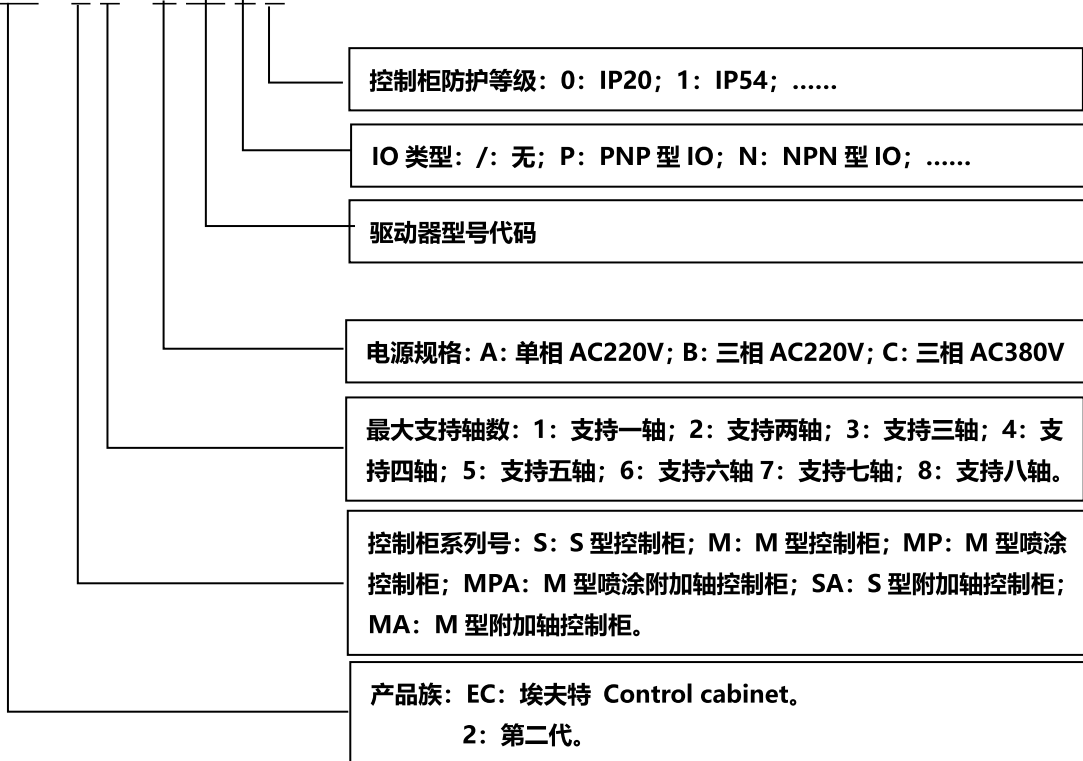 控制柜防护等级：0：IP20；1：IP54；……
IO 类型：/：无；P：PNP 型 IO；N：NPN 型 IO；……
驱动器型号代码
电源规格：A：单相 AC220V；B：三相 AC220V；C：三相 AC380V
最大支持轴数：1：支持一轴；2：支持两轴；3：支持三轴；4：支
持四轴；5：支持五轴；6：支持六轴 7：支持七轴；8：支持八轴。
控制柜系列号：S：S 型控制柜；M：M 型控制柜；MP：M 型喷涂
控制柜；MPA：M 型喷涂附加轴控制柜；SA：S 型附加轴控制柜；
MA：M 型附加轴控制柜。
产品族：EC：埃夫特 Control cabinet。
2：第二代。